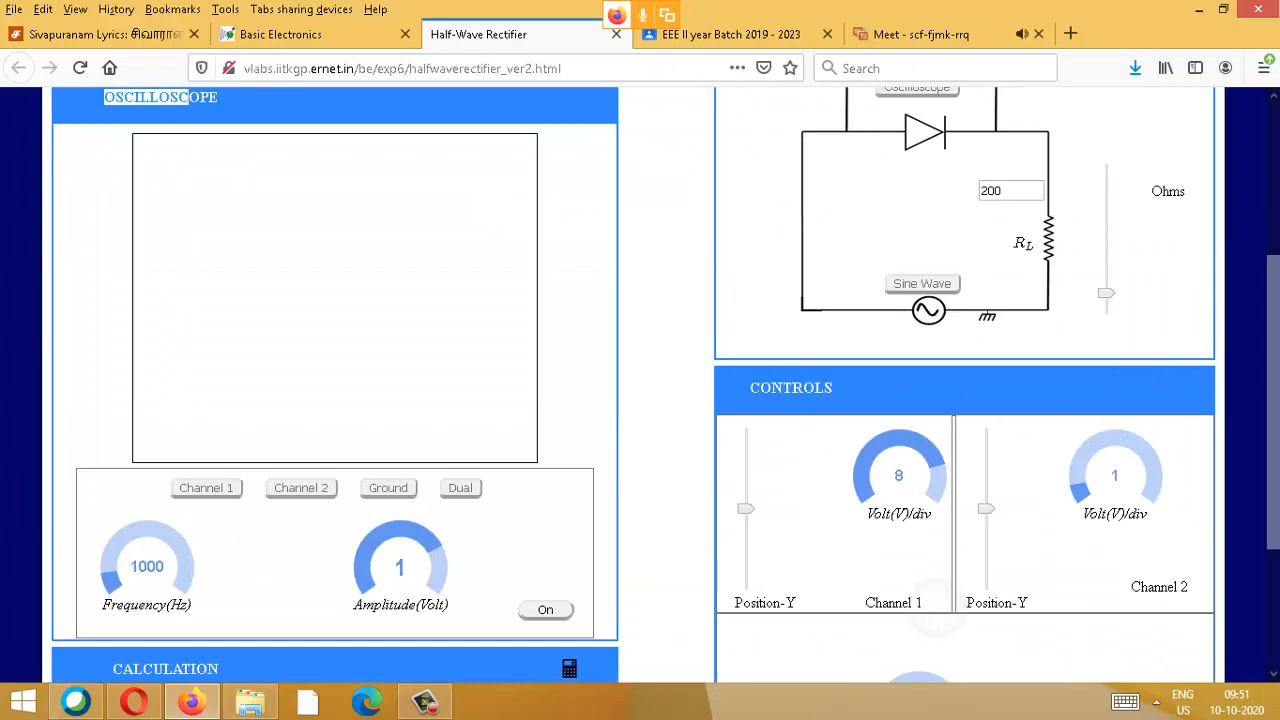 File Edit View History Bookmarks Tools Tabs sharing devices Help
Sivapuranam Lyrics:
Basic Electronics
Half-Wave Rectifier
EEE II year Batch 2019 - 2023
Meet - scf-fjmk-rrq
vlabs.iitkgp.ernet.in/be/exp6/halfwaverectifier_ver2.html
Search
OSCILLOSCOPE
Oscilloscope
200
Ohms
RL
Sine Wave
CONTROLS
8
1
Volt(V)/div
Volt(V)/div
Channel 2
Position-Y
Channel 1
Position-Y
Channel 1
Channel 2
Ground
Dual
1000
1
Frequency(Hz)
Amplitude(Volt)
On
CALCULATION
ENG
US
09:51
10-10-2020